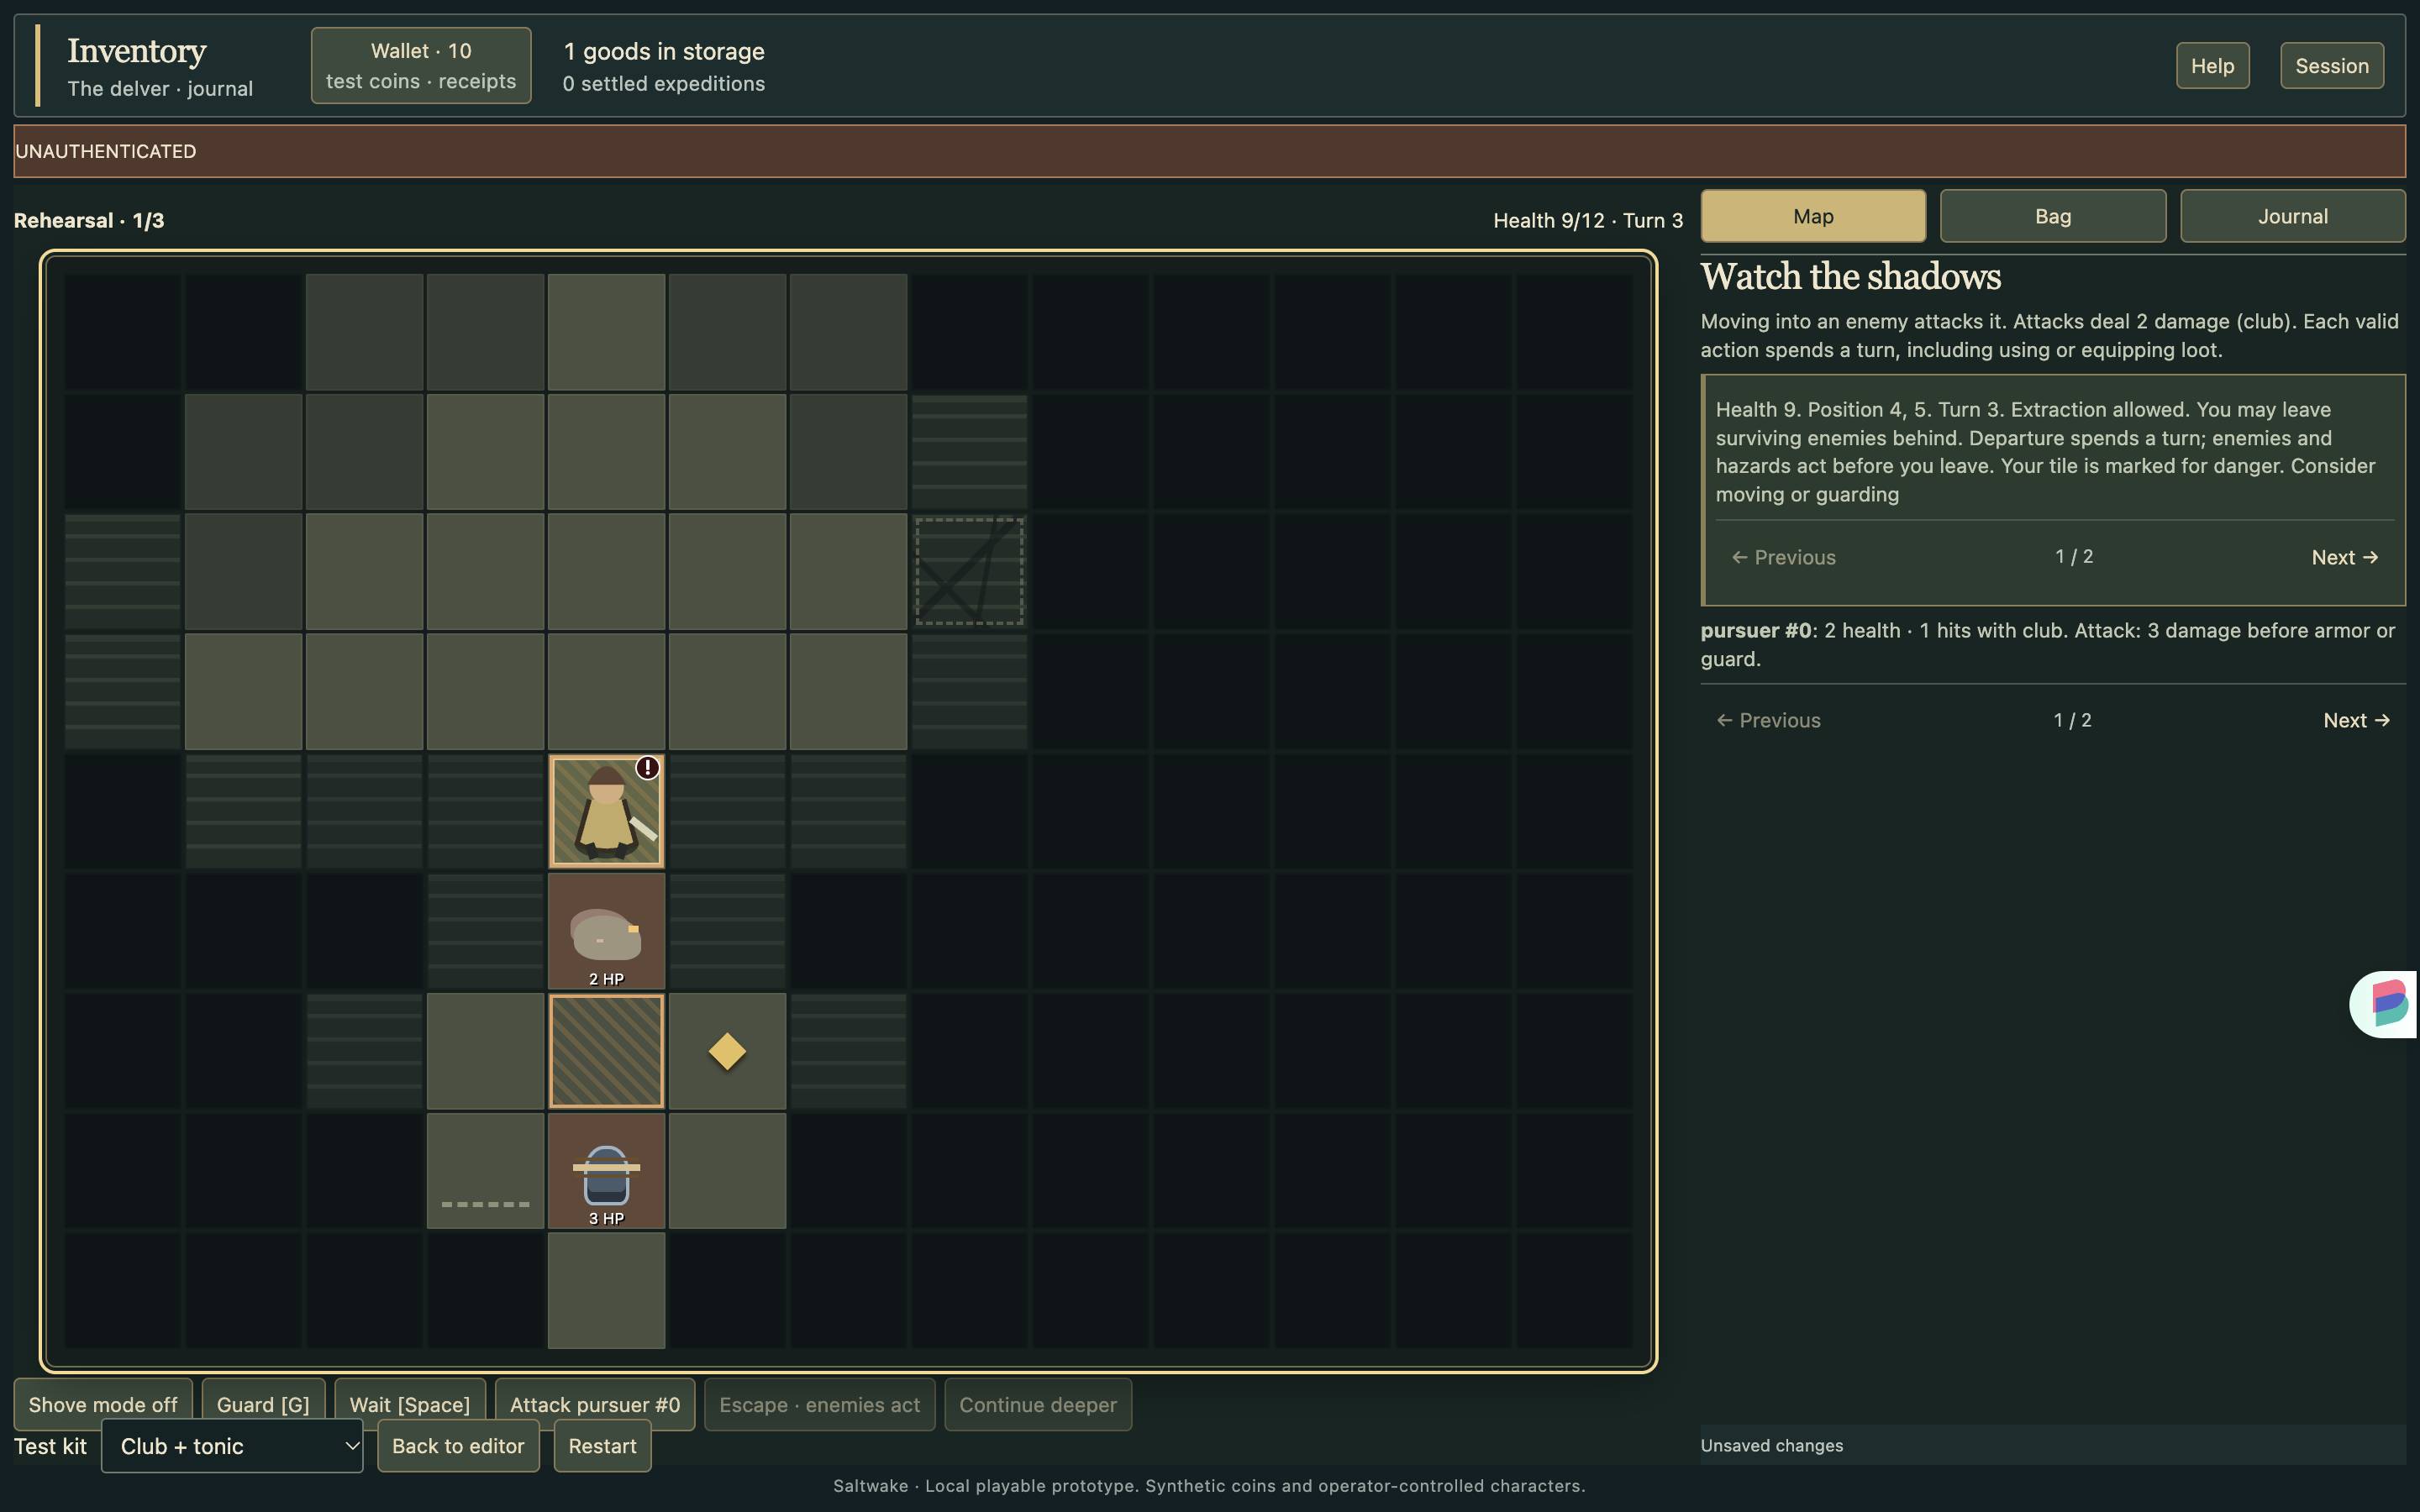 Inventory
The delver · journal
Wallet · 10
test coins · receipts
1 goods in storage
0 settled expeditions
Help
Session
UNAUTHENTICATED
Rehearsal · 1/3
Health 9/12 · Turn 3
Map
Bag
Journal
Watch the shadows
Moving into an enemy attacks it. Attacks deal 2 damage (club). Each valid
action spends a turn, including using or equipping loot.
Health 9. Position 4, 5. Turn 3. Extraction allowed. You may leave
surviving enemies behind. Departure spends a turn; enemies and
hazards act before you leave. Your tile is marked for danger. Consider
moving or guarding
← Previous
1 / 2
Next →
pursuer #0: 2 health · 1 hits with club. Attack: 3 damage before armor or
guard.
← Previous
1 / 2
Next →
!
2 HP
3 HP
Shove mode off
Guard [G]
Wait [Space]
Attack pursuer #0
Escape · enemies act
Continue deeper
Test kit
Club + tonic
Back to editor
Restart
Unsaved changes
Saltwake · Local playable prototype. Synthetic coins and operator-controlled characters.